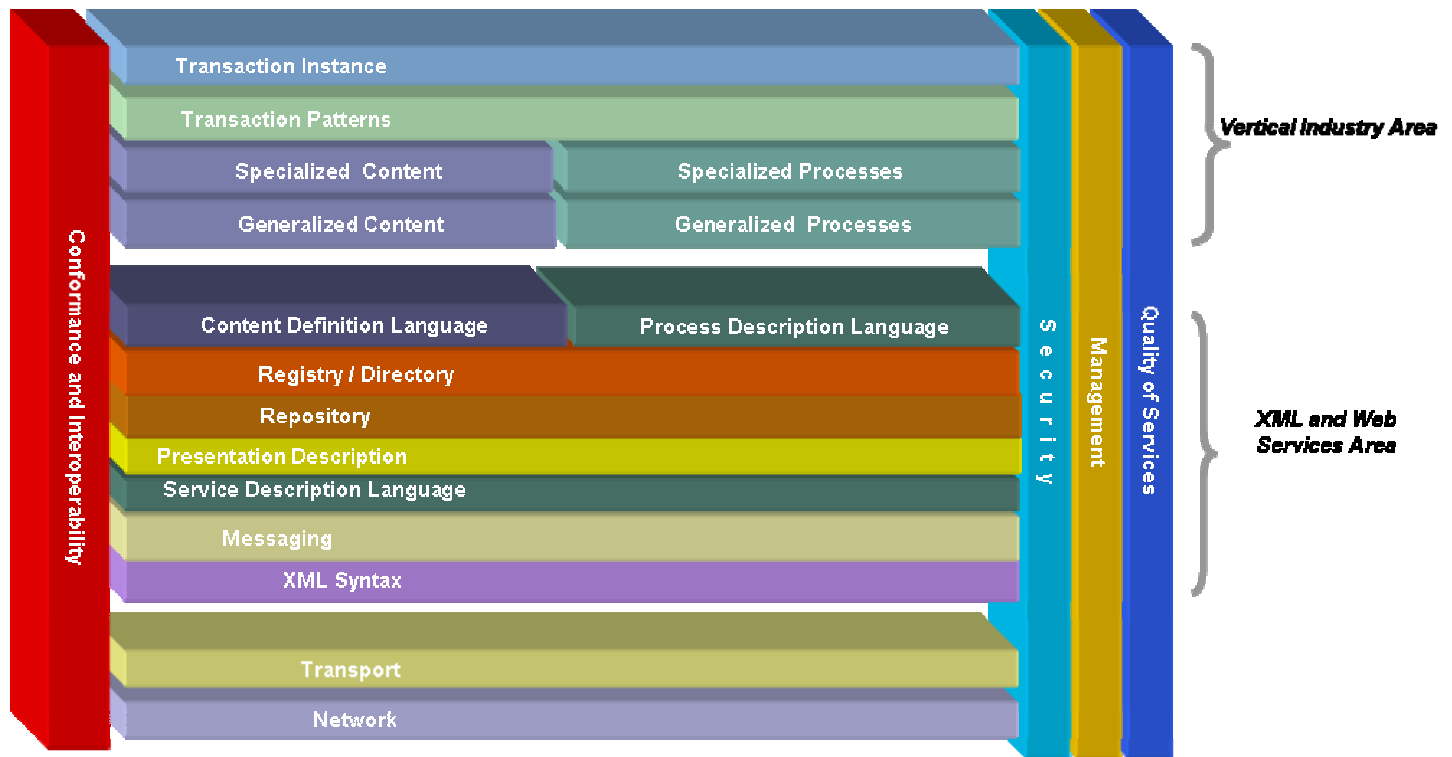 Transaction Instance
Transaction Patterns
Specialized Content
Specialized Processes
Generalized Content
Generalized Processes
Content Definition Language
Process Description Language
Registry / Directory
Repository
Presentation Description
Service Description Language
Messaging
XML Syntax
Transport
Network
Conformance and Interoperability
Security
Management
Quality of Services
Vertical Industry Area
XML and Web
Services Area